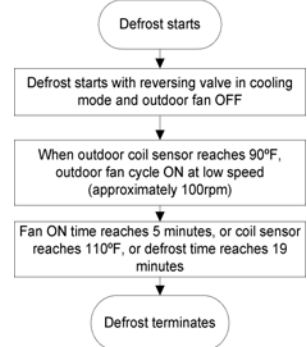 Defrost starts
Defrost starts with reversing valve in cooling
mode and outdoor fan OFF
When outdoor coil sensor reaches 90ºF,
outdoor fan cycle ON at low speed
(approximately 100rpm)
Fan ON time reaches 5 minutes, or coil sensor
reaches 110ºF, or defrost time reaches 19
minutes
Defrost terminates